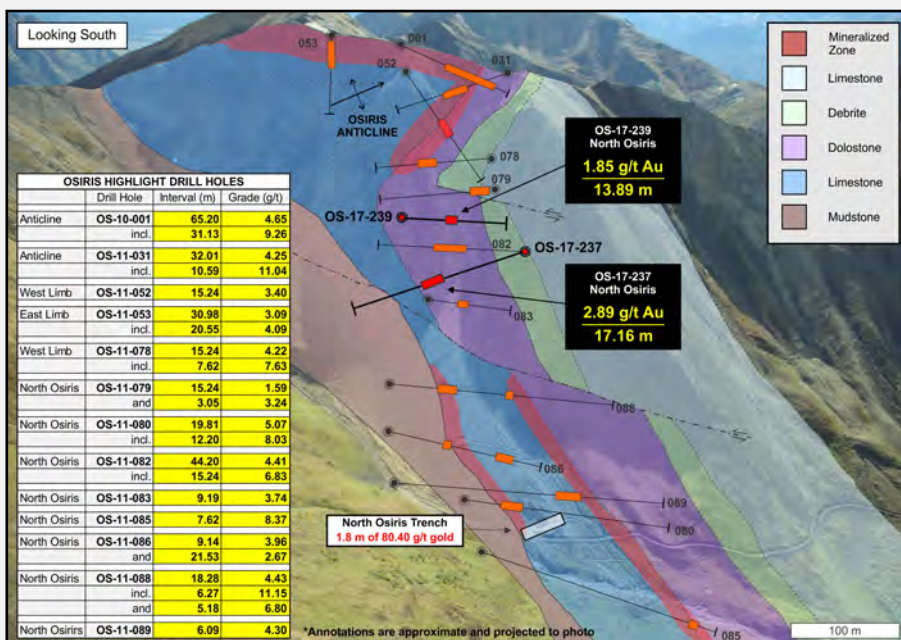 Looking South
053
001
052
031
OSIRIS
ANTICLINE
078
079
OS-17-239
082
OS-17-237
083
088
086
089
080
085
OS-17-239
North Osiris
1.85 g/t Au
13.89 m
OS-17-237
North Osiris
2.89 g/t Au
17.16 m
Mineralized
Zone
Limestone
Debrite
Dolostone
Limestone
Mudstone
OSIRIS HIGHLIGHT DRILL HOLES
Drill Hole Interval (m) Grade (g/t)
Anticline OS-10-001 65.20 4.65
incl. 31.13 9.26
Anticline OS-11-031 32.01 4.25
incl. 10.59 11.04
West Limb OS-11-052 15.24 3.40
East Limb OS-11-053 30.98 3.09
incl. 20.55 4.09
West Limb OS-11-078 15.24 4.22
incl. 7.62 7.63
North Osiris OS-11-079 15.24 1.59
and 3.05 3.24
North Osiris OS-11-080 19.81 5.07
incl. 12.20 8.03
North Osiris OS-11-082 44.20 4.41
incl. 15.24 6.83
North Osiris OS-11-083 9.19 3.74
North Osiris OS-11-085 7.62 8.37
North Osiris OS-11-086 9.14 3.96
and 21.53 2.67
North Osiris OS-11-088 18.28 4.43
incl. 6.27 11.15
and 5.18 6.80
North Osirirs OS-11-089 6.09 4.30
North Osiris Trench
1.8 m of 80.40 g/t gold
*Annotations are approximate and projected to photo
100 m